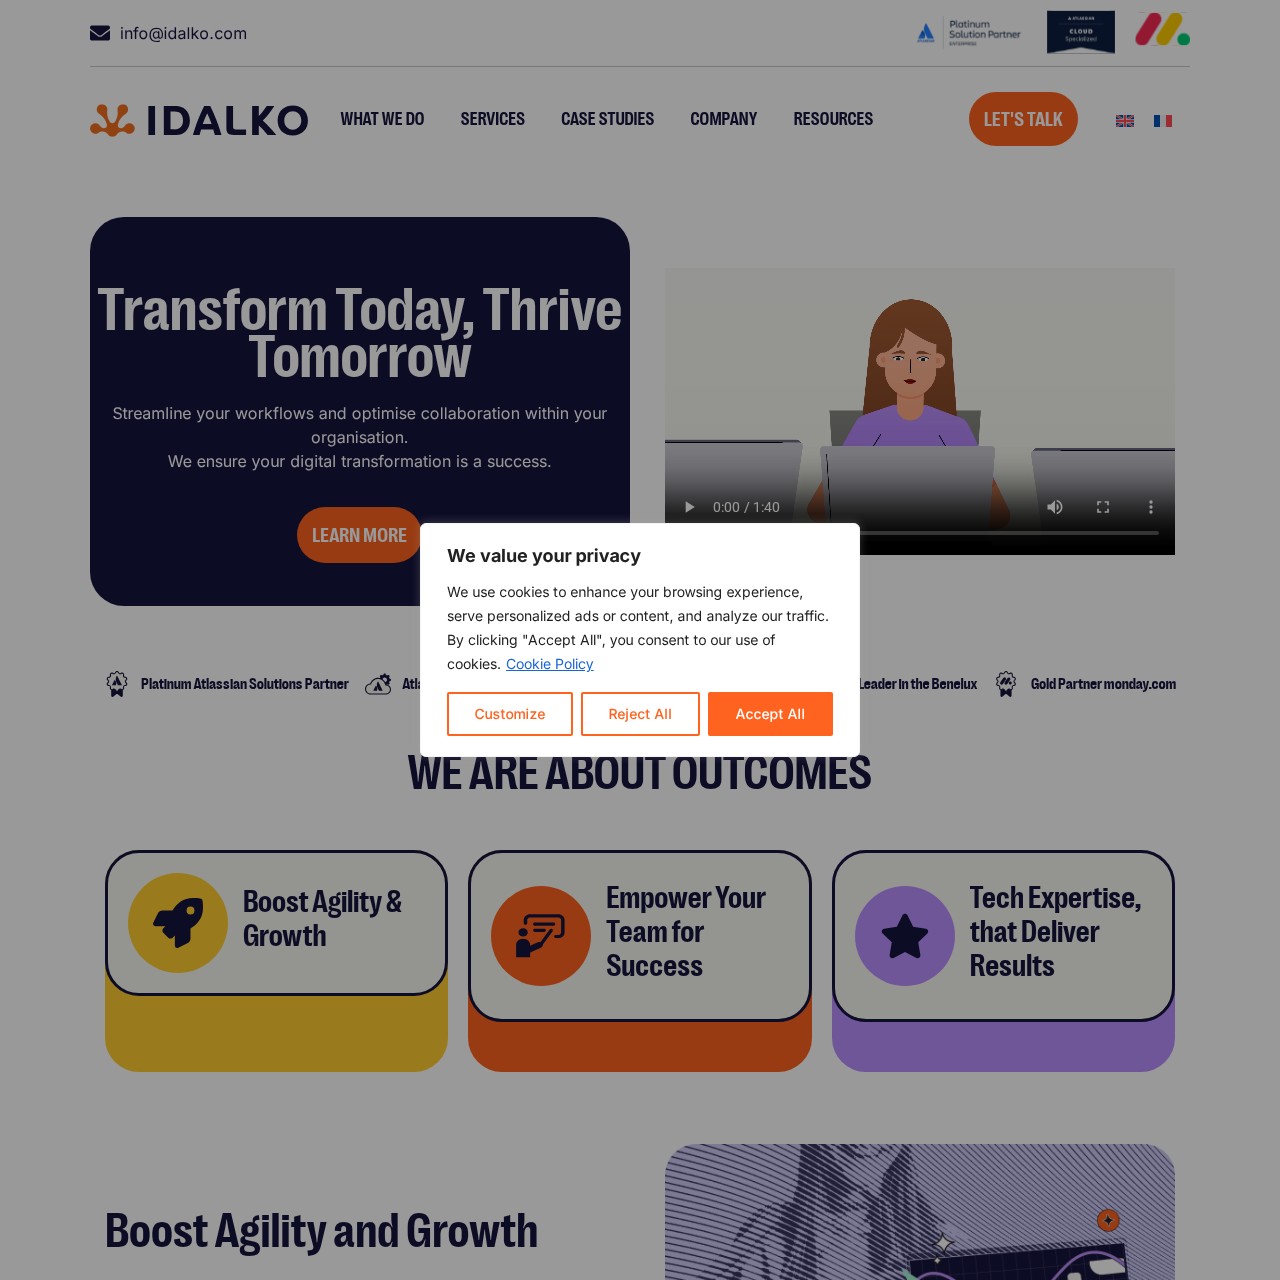 info@idalko.com
Platinum
Solution Partner
ENTERPRISE
ATLASSIAN
CLOUD
Specialized
IDALKO
WHAT WE DO
SERVICES
CASE STUDIES
COMPANY
RESOURCES
LET'S TALK
Transform Today, Thrive
Tomorrow
Streamline your workflows and optimise collaboration within your
organisation.
We ensure your digital transformation is a success.
LEARN MORE
0:00 / 1:40
We value your privacy
We use cookies to enhance your browsing experience,
serve personalized ads or content, and analyze our traffic.
By clicking "Accept All", you consent to our use of
cookies. Cookie Policy
Customize
Reject All
Accept All
Platinum Atlassian Solutions Partner
Leader in the Benelux
Gold Partner monday.com
WE ARE ABOUT OUTCOMES
Boost Agility &
Growth
Empower Your
Team for
Success
Tech Expertise,
that Deliver
Results
Boost Agility and Growth